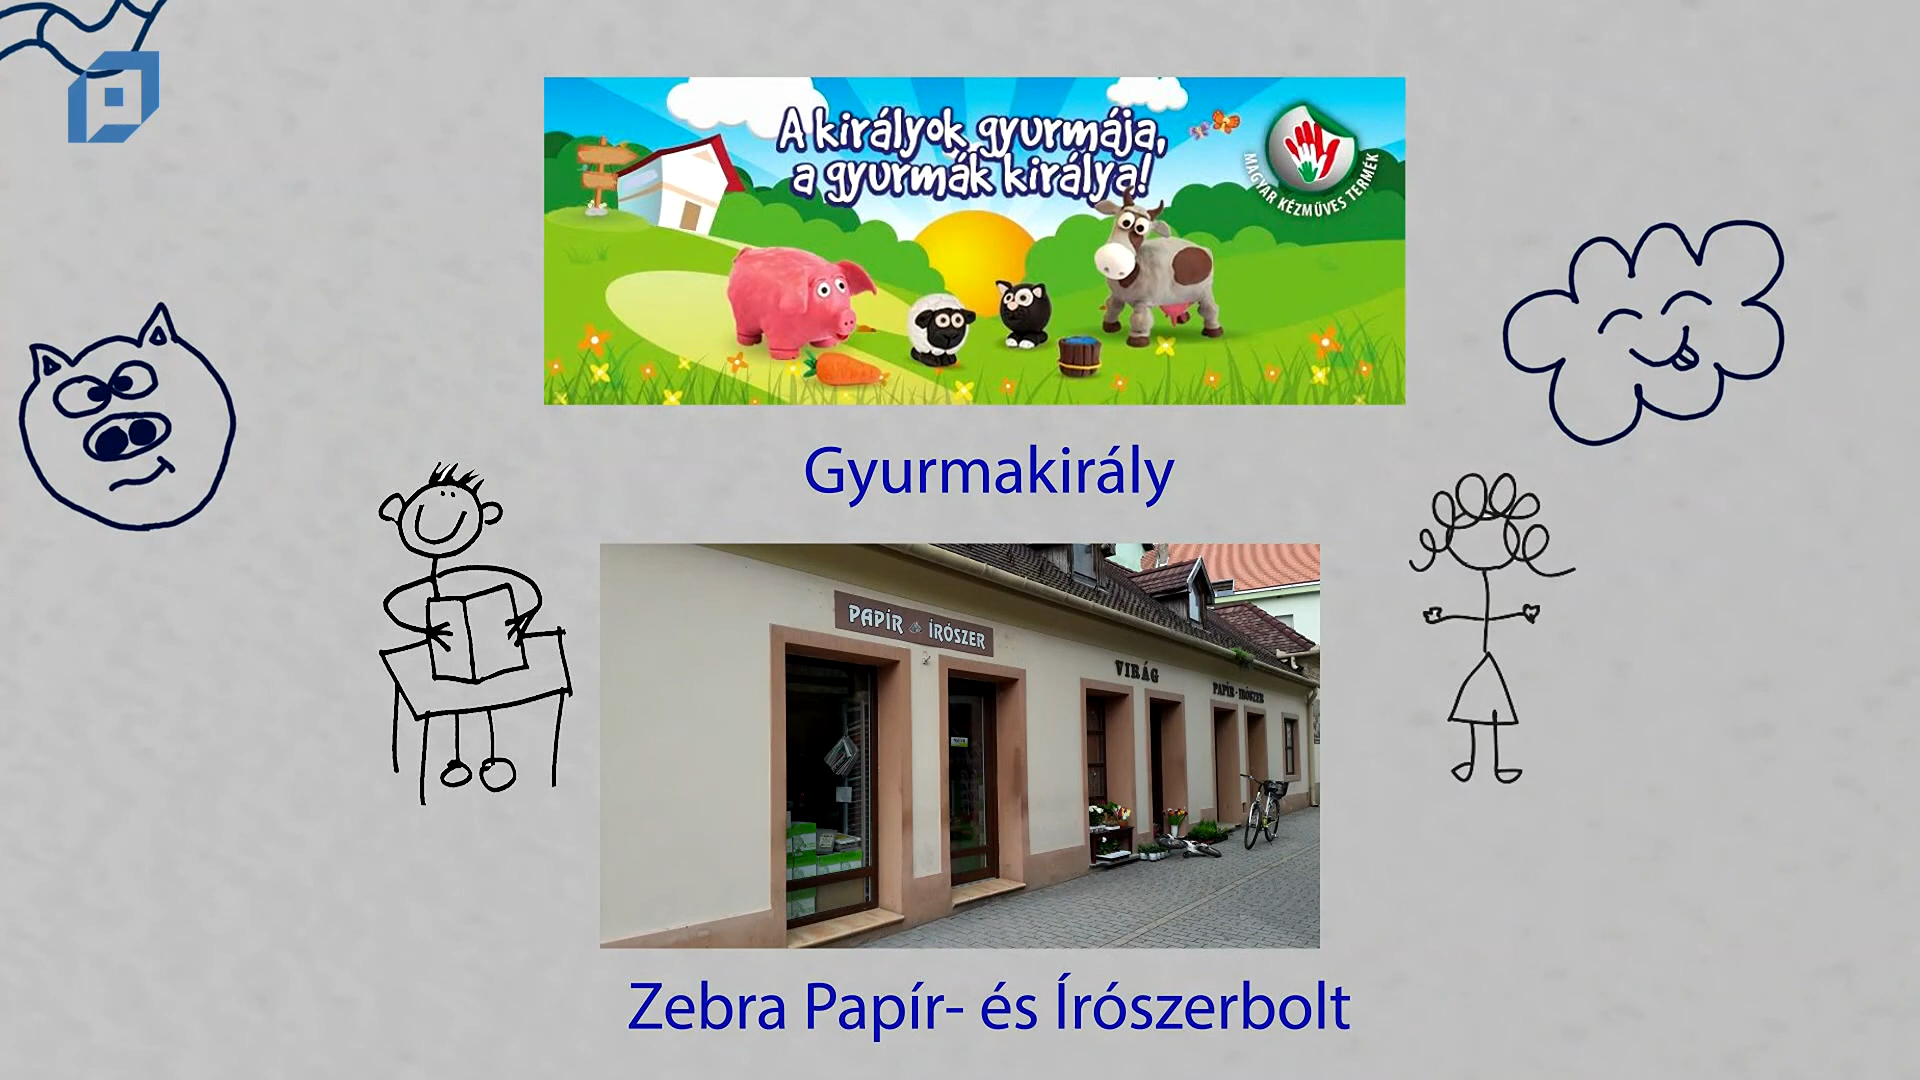 A királyok gyurmája,
a gyurmák királya!
MAGYAR KÉZMŰVES TERMÉK
Gyurmakirály
PAPÍR ÍRÓSZER
VIRÁG
PAPÍR-ÍRÓSZER
Zebra Papír- és Írószerbolt